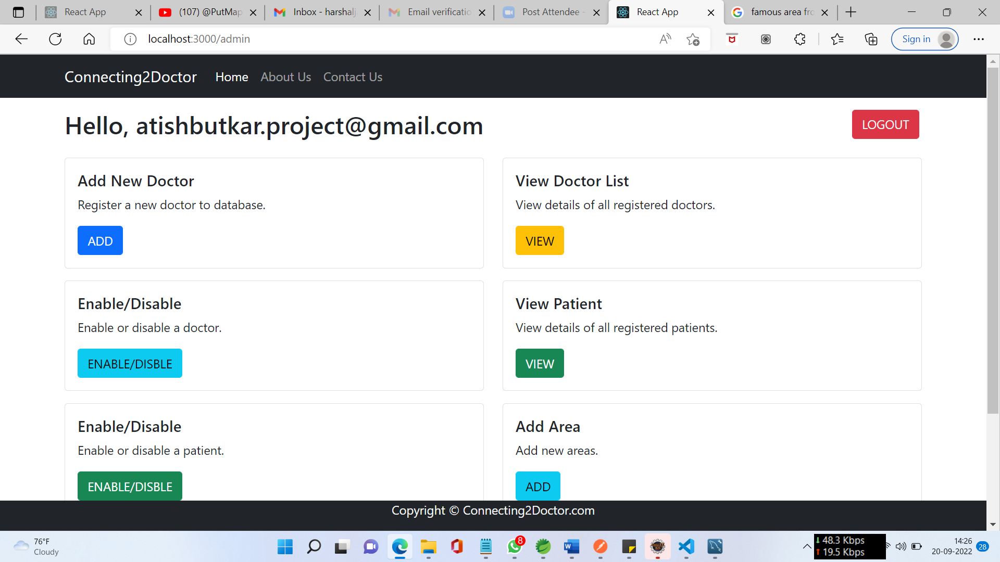 React App
(107) @PutMap
Inbox - harshalj
Email verificatio
Post Attendee -
React App
famous area fro
localhost:3000/admin
Sign in
Connecting2Doctor Home About Us Contact Us
Hello, atishbutkar.project@gmail.com
LOGOUT
Add New Doctor
Register a new doctor to database.
ADD
View Doctor List
View details of all registered doctors.
VIEW
Enable/Disable
Enable or disable a doctor.
ENABLE/DISBLE
View Patient
View details of all registered patients.
VIEW
Enable/Disable
Enable or disable a patient.
ENABLE/DISBLE
Add Area
Add new areas.
ADD
Copyright © Connecting2Doctor.com
76°F
Cloudy
8
48.3 Kbps
19.5 Kbps
14:26
20-09-2022
28